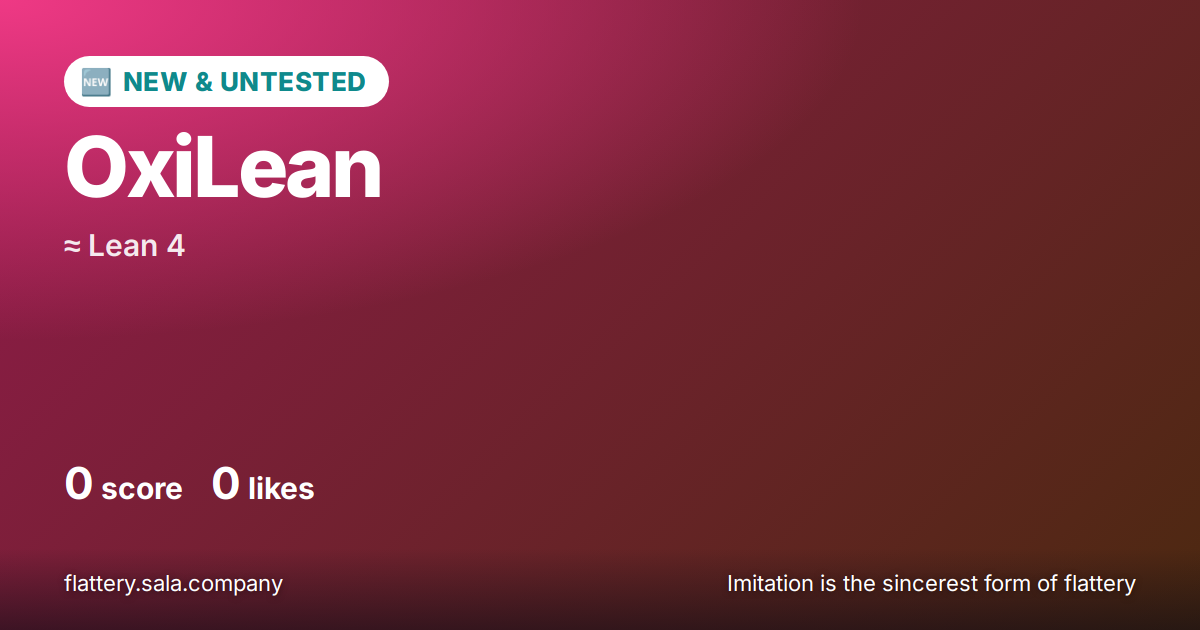 🆕 NEW & UNTESTED
OxiLean
≈ Lean 4
0 score 0 likes
flattery.sala.company
Imitation is the sincerest form of flattery